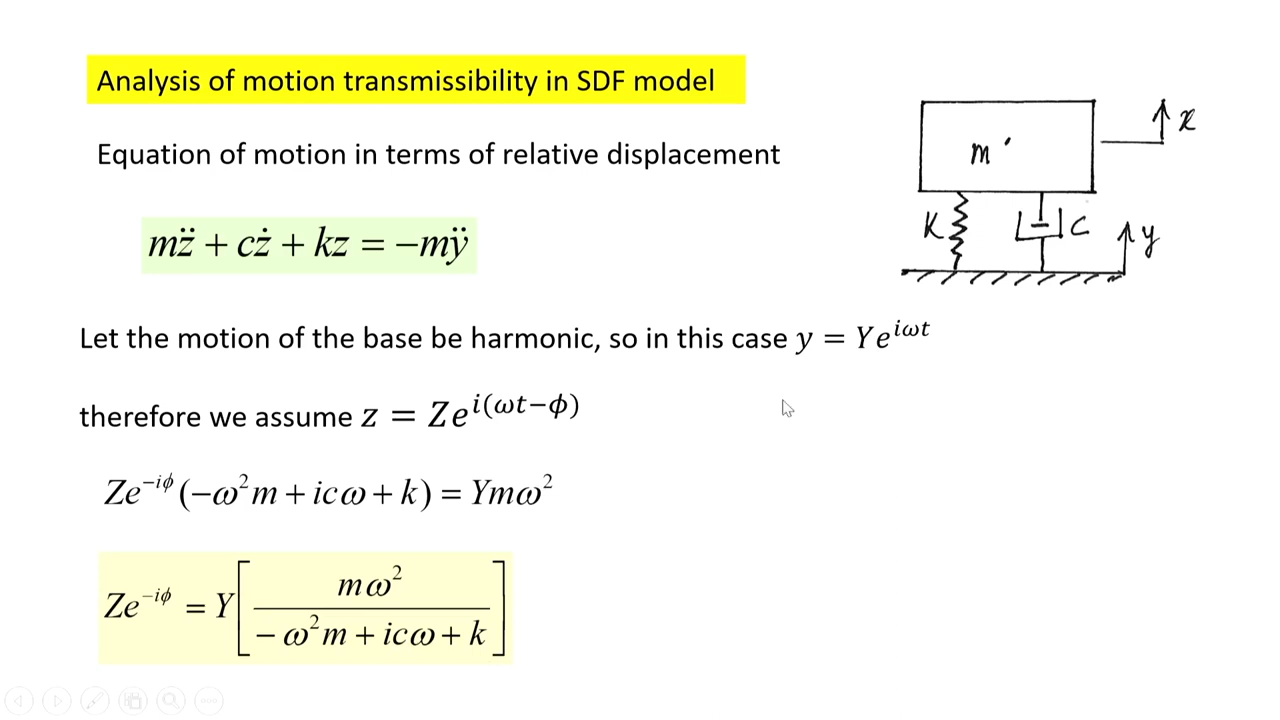 Analysis of motion transmissibility in SDF model
Equation of motion in terms of relative displacement
m
x
K
C
y
mz̈ + cż + kz = −mÿ
Let the motion of the base be harmonic, so in this case y = Ye^{iωt}
therefore we assume z = Ze^{i(ωt−ϕ)}
Ze^{−iϕ}(−ω²m + icω + k) = Ymω²
Ze^{−iϕ} = Y[mω² / (−ω²m + icω + k)]